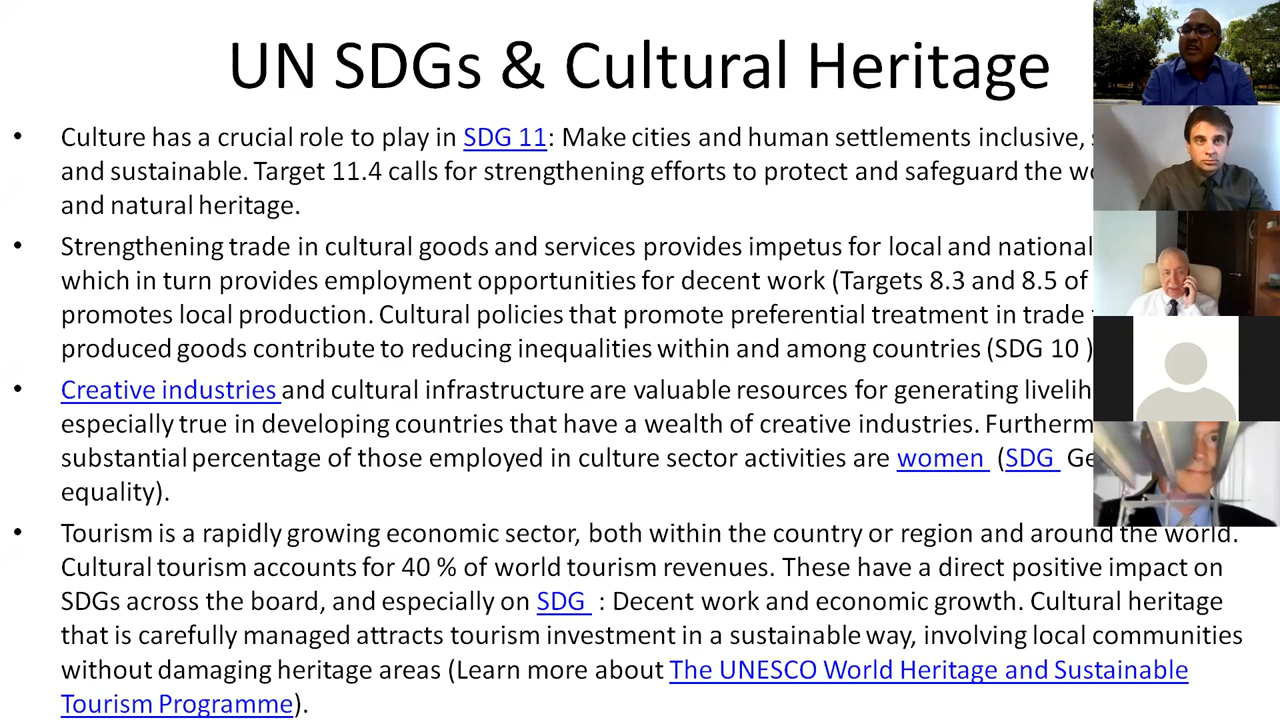 UN SDGs & Cultural Heritage
• Culture has a crucial role to play in SDG 11: Make cities and human settlements inclusive,
and sustainable. Target 11.4 calls for strengthening efforts to protect and safeguard the
and natural heritage.
• Strengthening trade in cultural goods and services provides impetus for local and national
which in turn provides employment opportunities for decent work (Targets 8.3 and 8.5 of
promotes local production. Cultural policies that promote preferential treatment in trade
produced goods contribute to reducing inequalities within and among countries (SDG 10 )
• Creative industries and cultural infrastructure are valuable resources for generating
especially true in developing countries that have a wealth of creative industries.
substantial percentage of those employed in culture sector activities are women (SDG
equality).
• Tourism is a rapidly growing economic sector, both within the country or region and around the world.
Cultural tourism accounts for 40 % of world tourism revenues. These have a direct positive impact on
SDGs across the board, and especially on SDG : Decent work and economic growth. Cultural heritage
that is carefully managed attracts tourism investment in a sustainable way, involving local communities
without damaging heritage areas (Learn more about The UNESCO World Heritage and Sustainable
Tourism Programme).